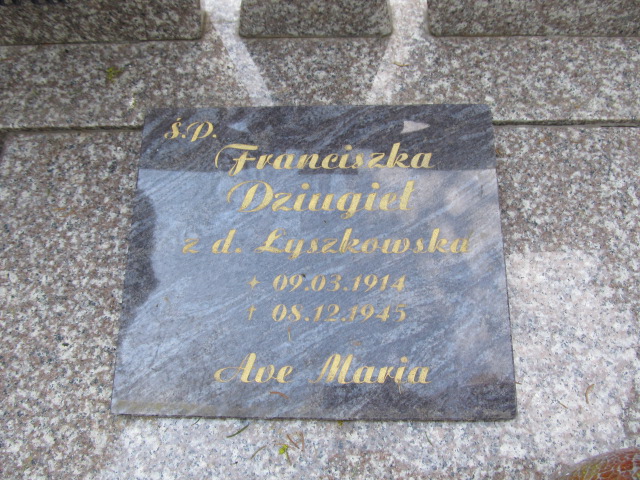 Ś.P.
Franciszka
Dziugieł
z d. Łyszkowska
* 09.03.1914
† 08.12.1945
Ave Maria